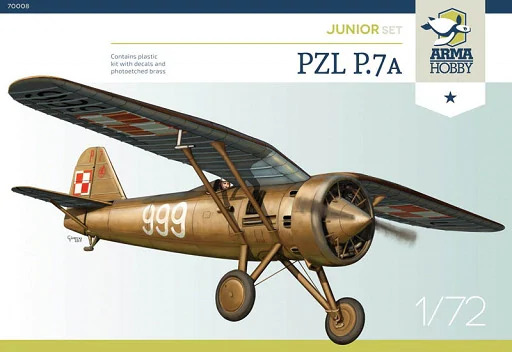 70008
JUNIOR SET
Contains plastic
kit with decals and
photoetched brass
PZL P.7A
ARMA
HOBBY
999
1/72